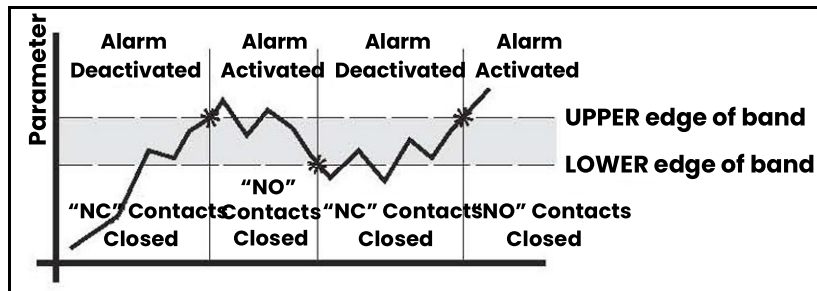 Parameter
Alarm
Deactivated
Alarm
Activated
Alarm
Deactivated
Alarm
Activated
UPPER edge of band
LOWER edge of band
“NC” Contacts
Closed
“NO”
Contacts
Closed
“NC” Contacts
Closed
“NO” Contacts
Closed